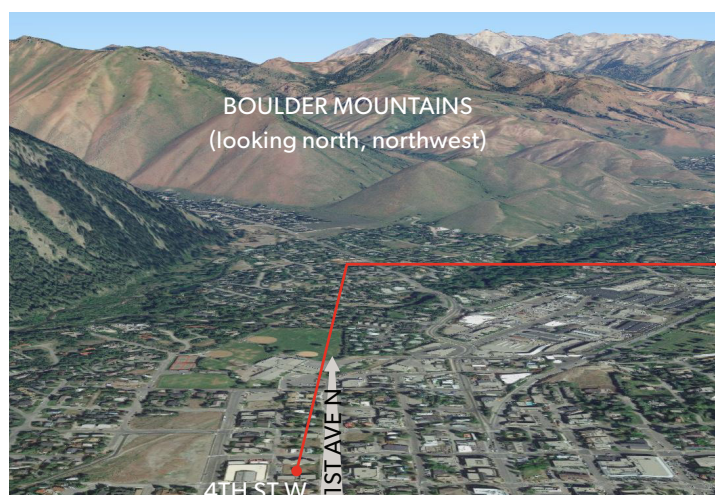 BOULDER MOUNTAINS
(looking north, northwest)
1ST AVE N
4TH ST W